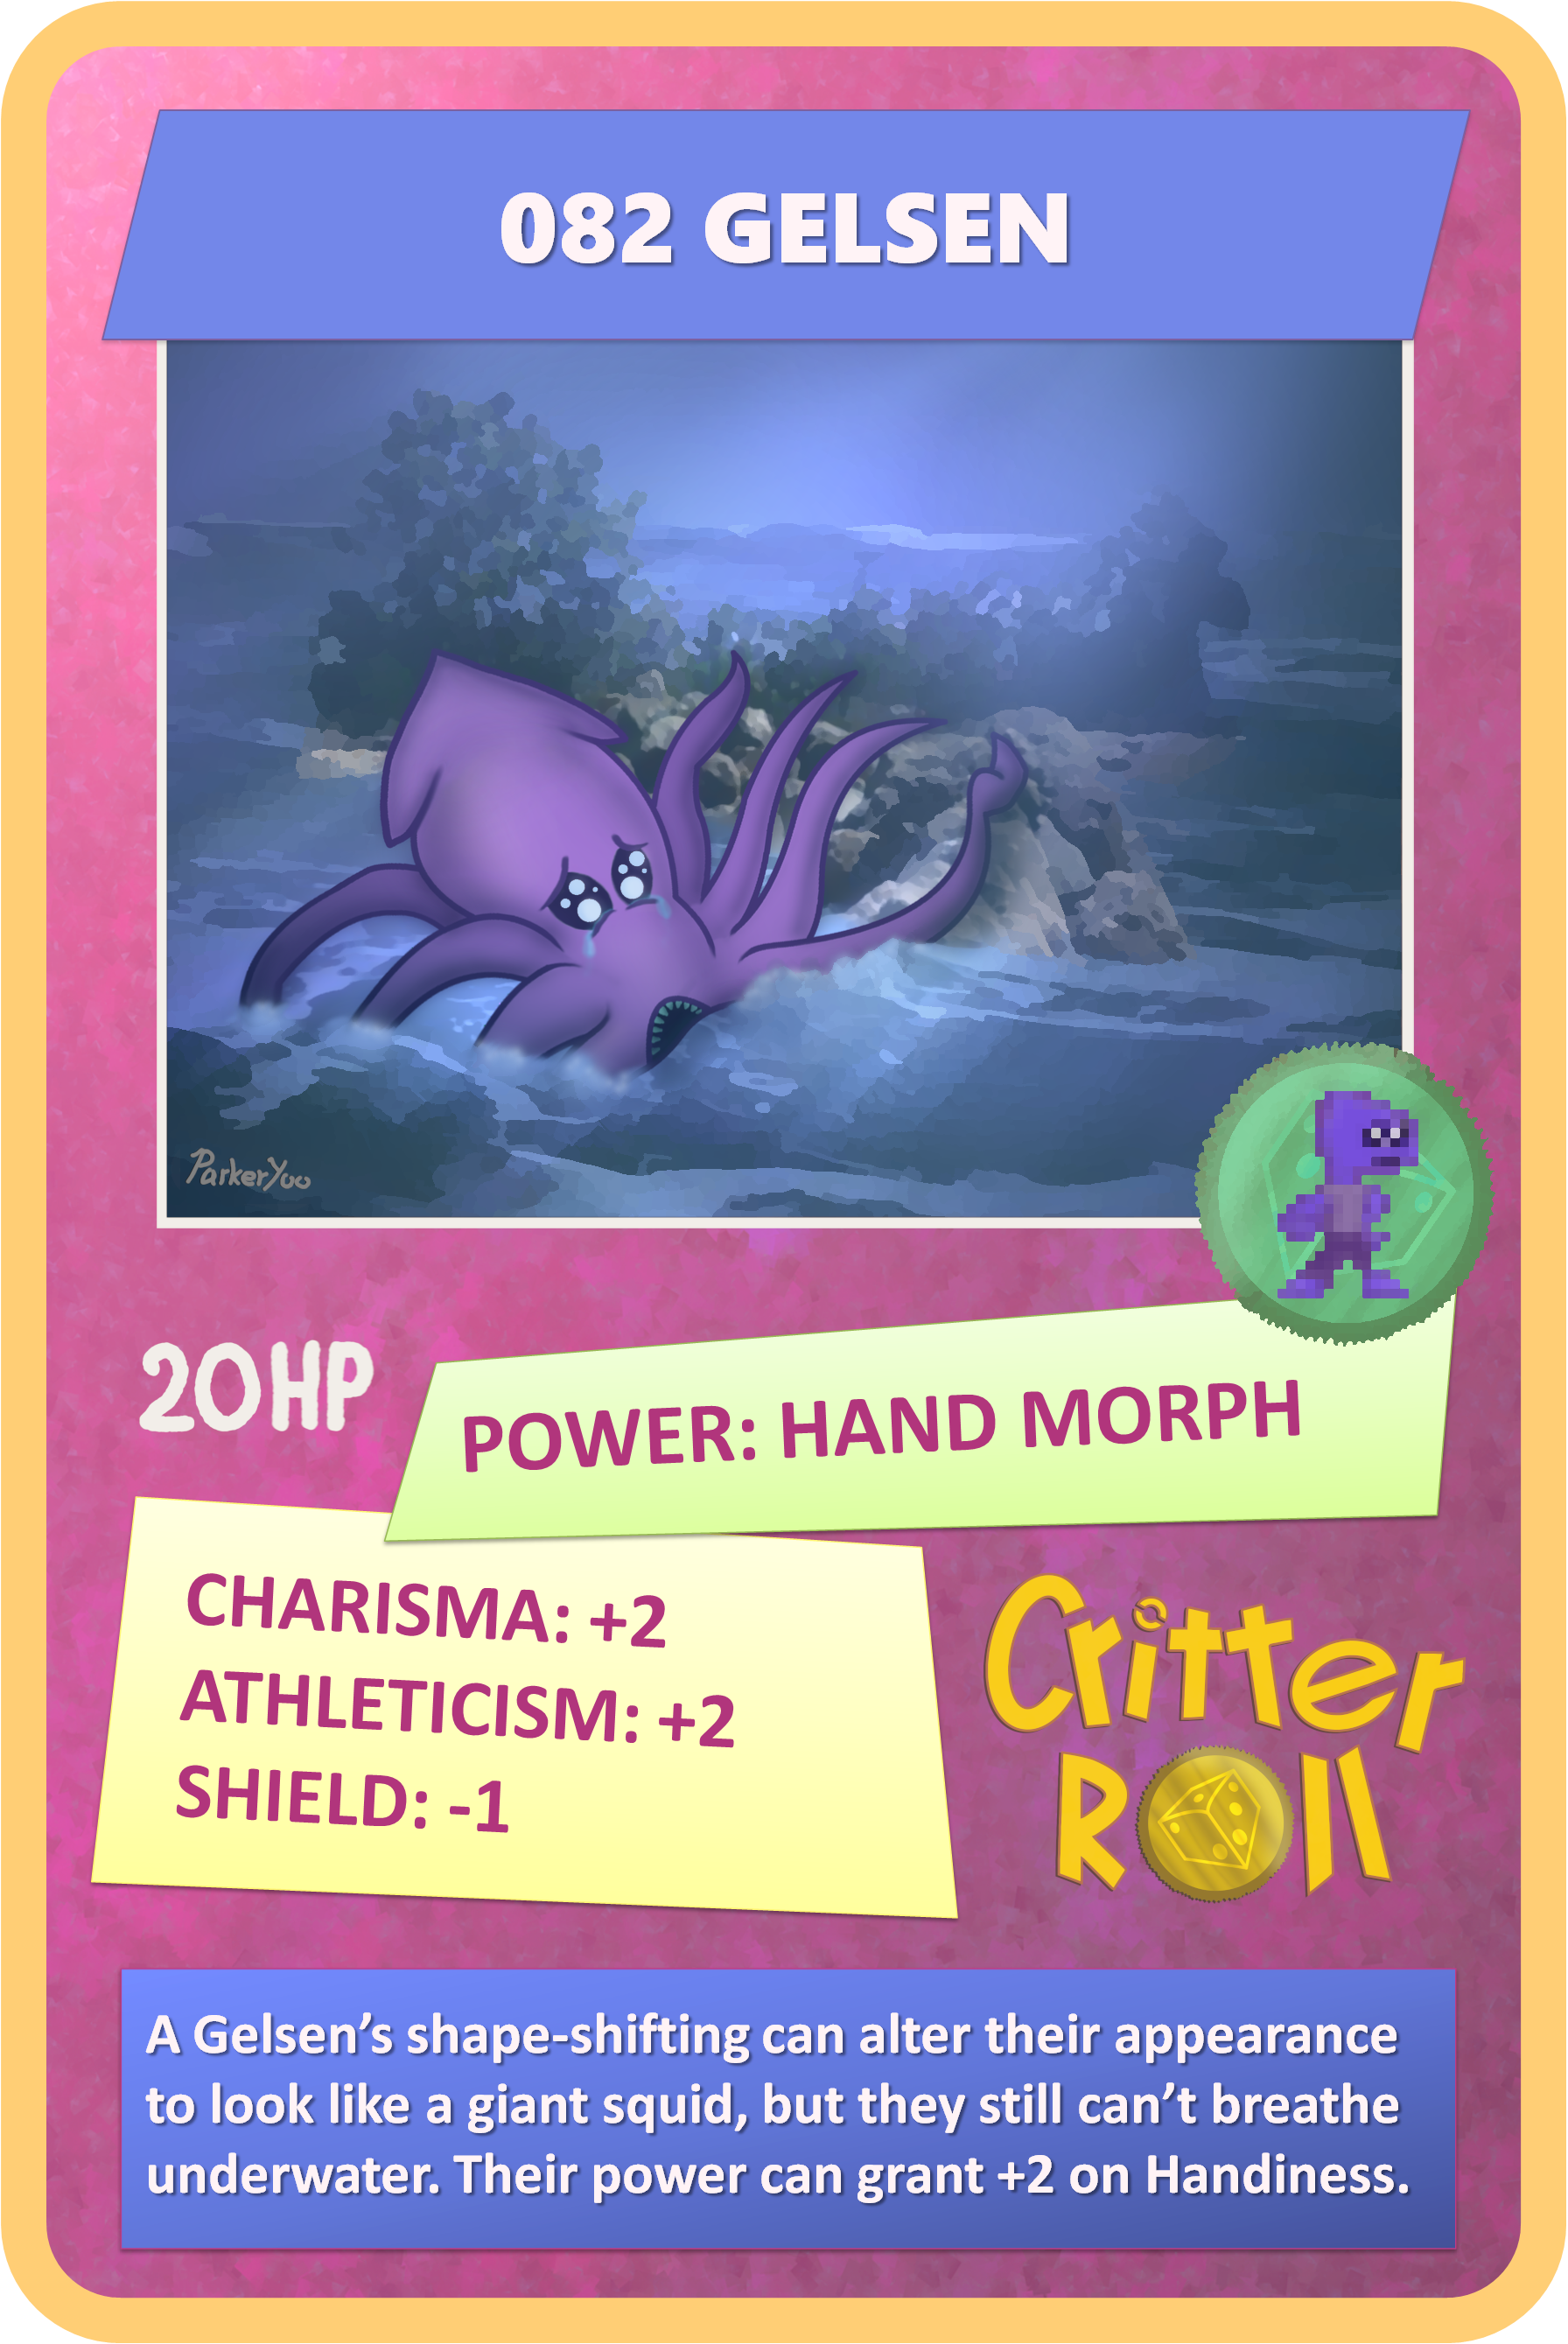 082 GELSEN
ParkerYoo
20HP
POWER: HAND MORPH
CHARISMA: +2
ATHLETICISM: +2
SHIELD: -1
Critter
Roll
A Gelsen’s shape-shifting can alter their appearance
to look like a giant squid, but they still can’t breathe
underwater. Their power can grant +2 on Handiness.